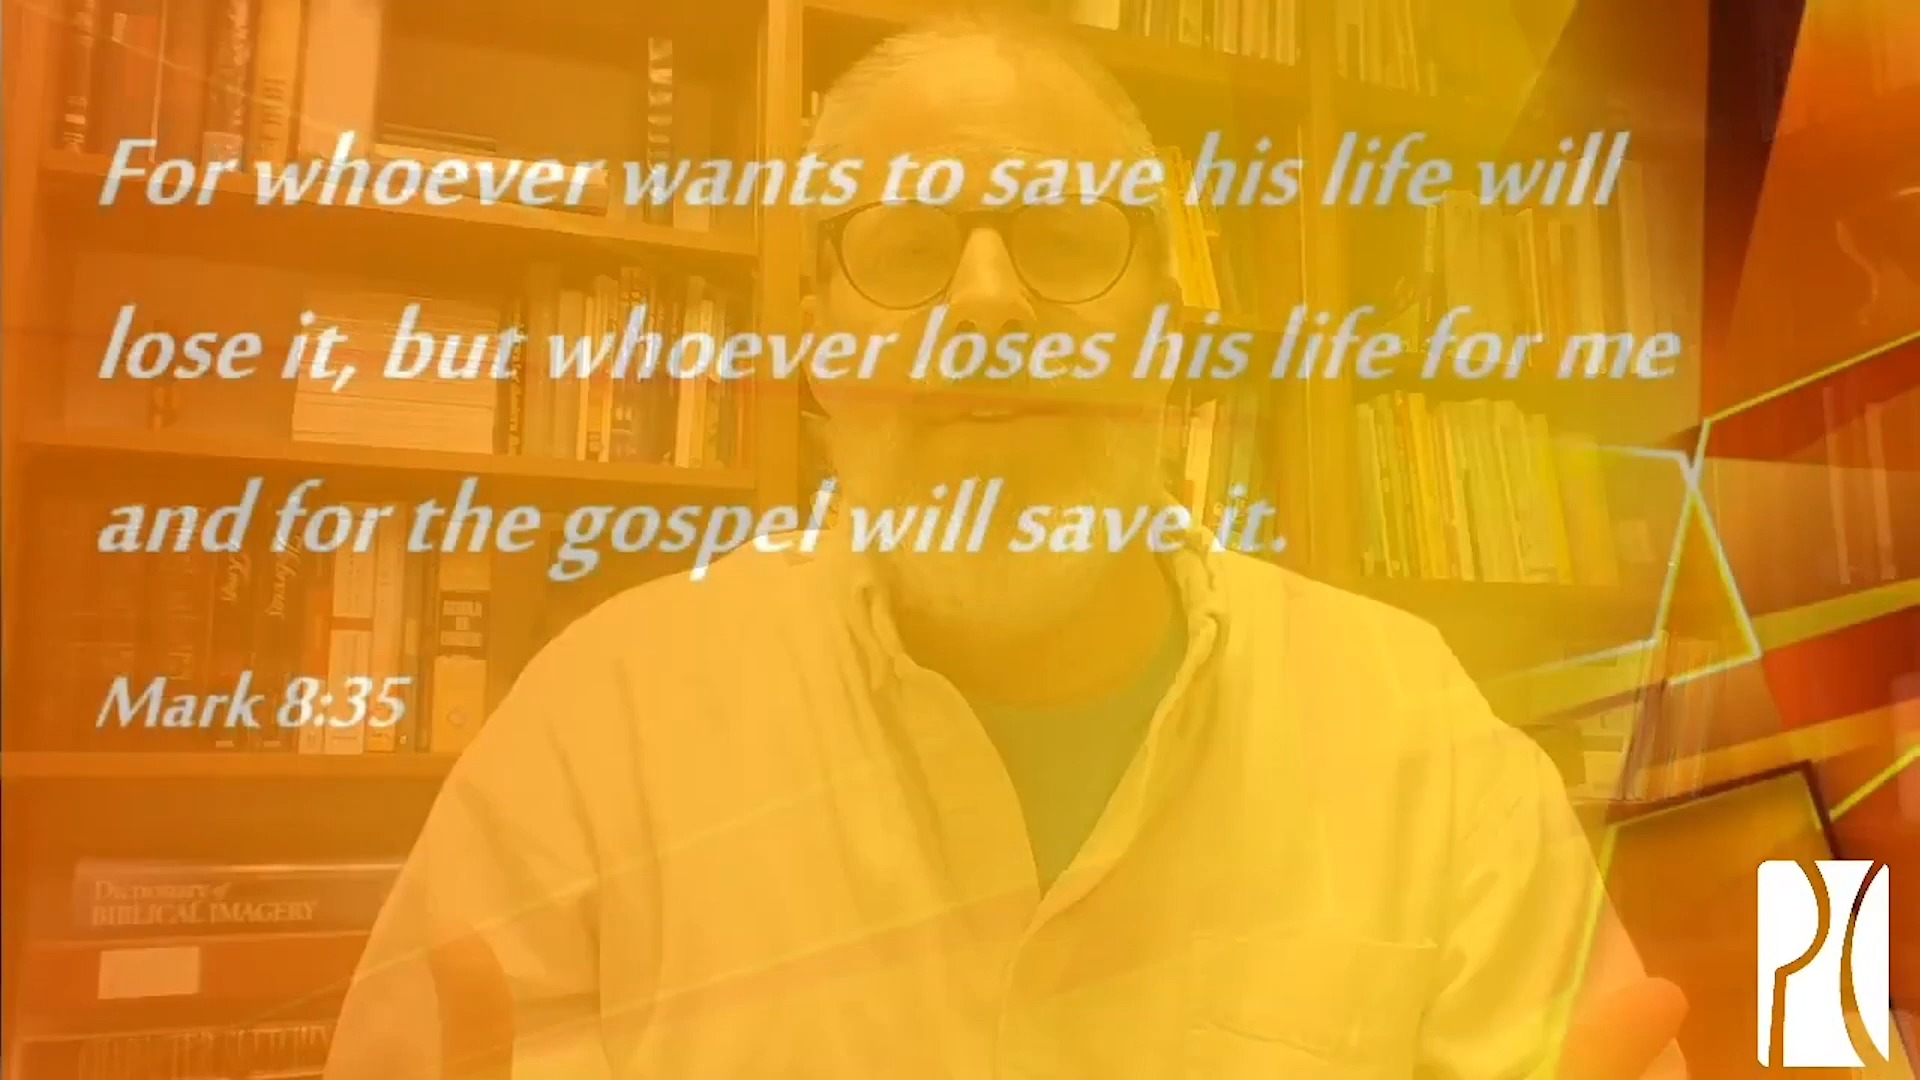 For whoever wants to save his life will
lose it, but whoever loses his life for me
and for the gospel will save it.
Mark 8:35
Dictionary of
BIBLICAL IMAGERY